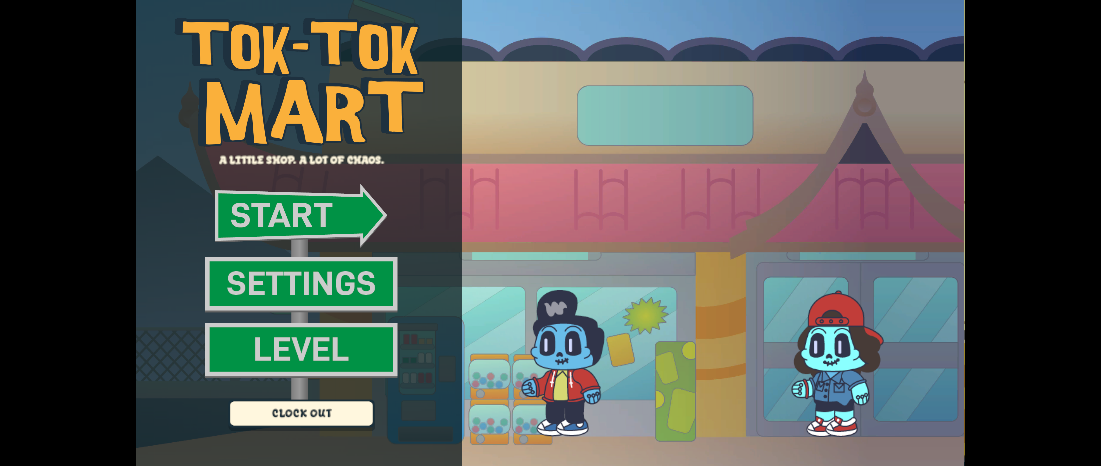 TOK-TOK
MART
A LITTLE SHOP. A LOT OF CHAOS.
START
SETTINGS
LEVEL
CLOCK OUT